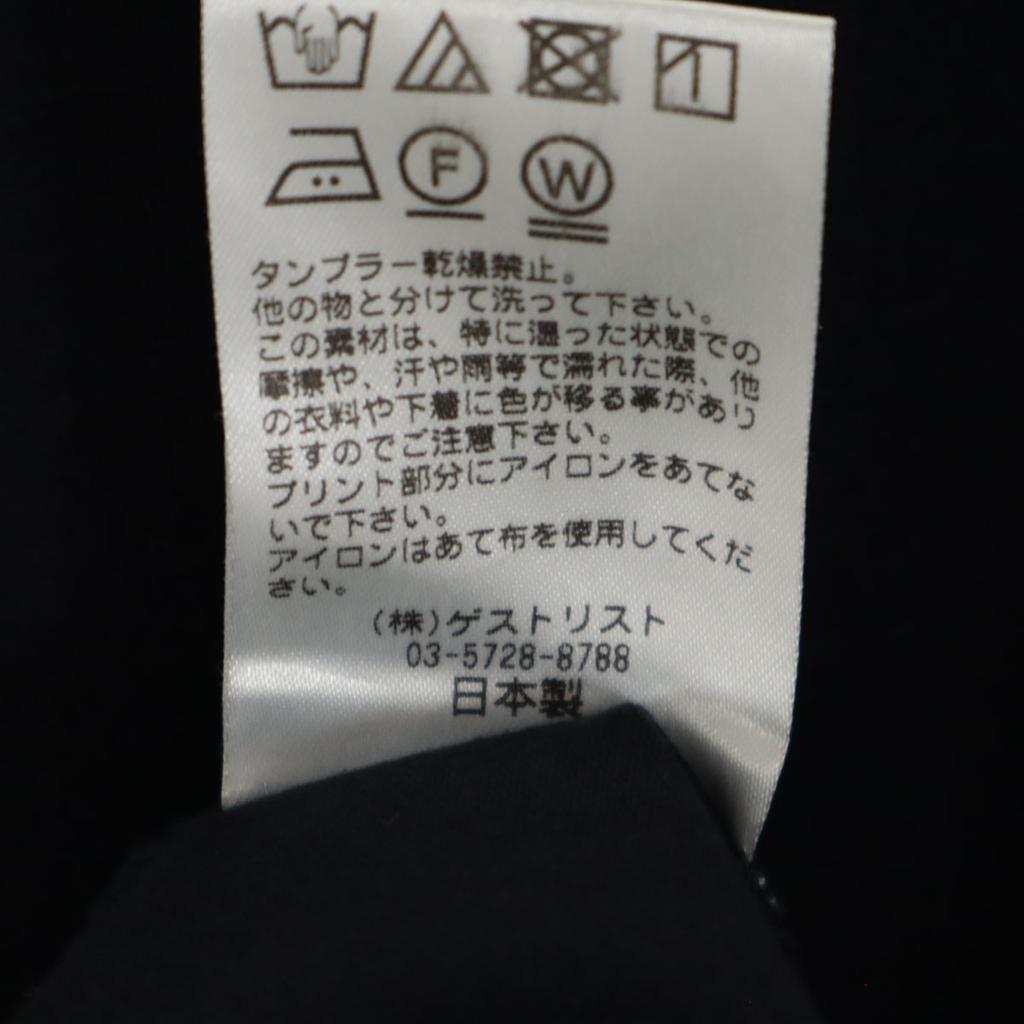 F W
タンブラー乾燥禁止。
他の物と分けて洗って下さい。
この素材は、特に湿った状態での
摩擦や、汗や雨等で濡れた際、他
の衣料や下着に色が移る事があり
ますのでご注意下さい。
プリント部分にアイロンをあてな
いで下さい。
アイロンはあて布を使用してくだ
さい。
(株)ゲストリスト
03-5728-8788
日本製